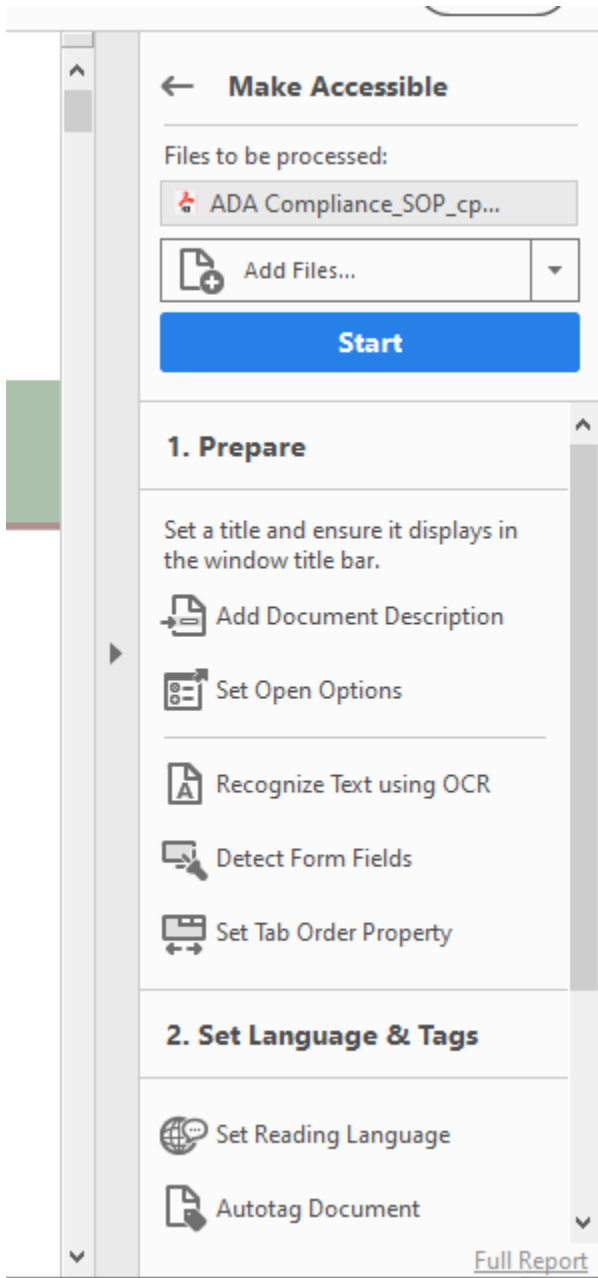 Make Accessible
Files to be processed:
ADA Compliance_SOP_cp...
Add Files...
Start
1. Prepare
Set a title and ensure it displays in
the window title bar.
Add Document Description
Set Open Options
Recognize Text using OCR
Detect Form Fields
Set Tab Order Property
2. Set Language & Tags
Set Reading Language
Autotag Document
Full Report